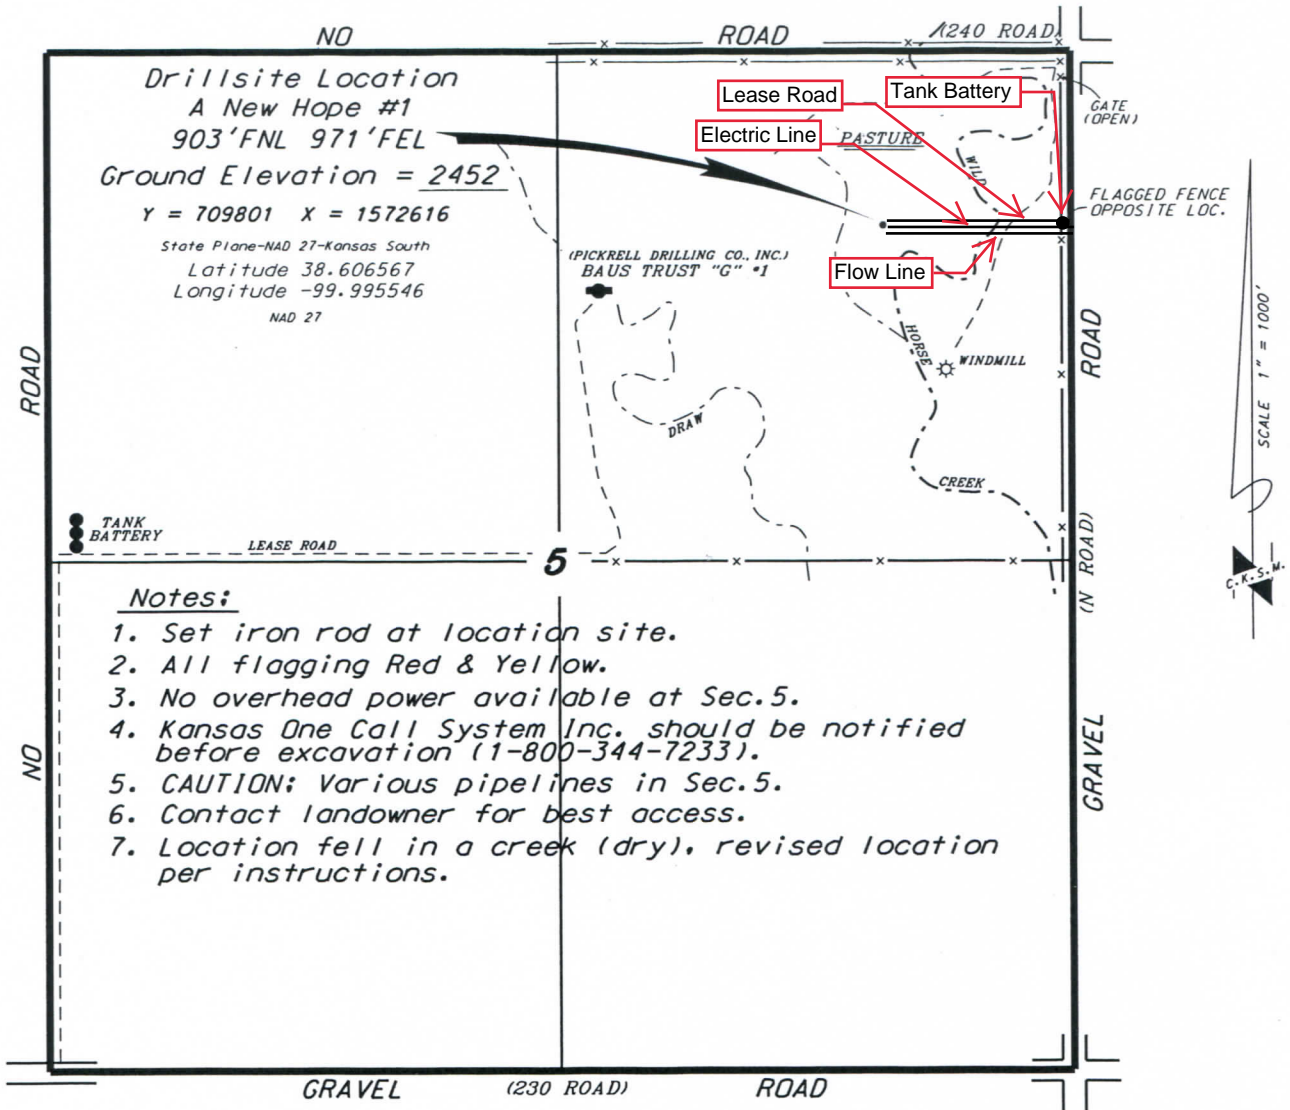 NO
ROAD
(240 ROAD)
Drillsite Location
A New Hope #1
903'FNL 971'FEL
Ground Elevation = 2452
Y = 709801 X = 1572616
State Plane-NAD 27-Kansas South
Latitude 38.606567
Longitude -99.995546
NAD 27
Lease Road
Tank Battery
Electric Line
PASTURE
GATE
(OPEN)
WILD
FLAGGED FENCE
OPPOSITE LOC.
(PICKRELL DRILLING CO., INC.)
BAUS TRUST "G" #1
Flow Line
HORSE
WINDMILL
ROAD
ROAD
SCALE 1" = 1000'
DRAW
CREEK
TANK
BATTERY
LEASE ROAD
5
(N ROAD)
C.K.S.M.
Notes:
1. Set iron rod at location site.
2. All flagging Red & Yellow.
3. No overhead power available at Sec.5.
4. Kansas One Call System Inc. should be notified
before excavation (1-800-344-7233).
5. CAUTION: Various pipelines in Sec.5.
6. Contact landowner for best access.
7. Location fell in a creek (dry), revised location
per instructions.
NO
GRAVEL
GRAVEL
(230 ROAD)
ROAD